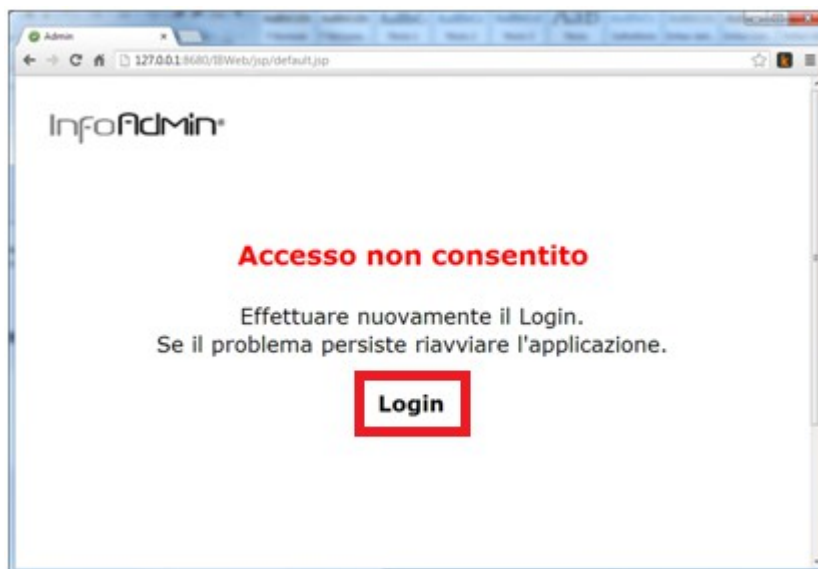 Admin
127.0.0.1:8680/IBWeb/jsp/default.jsp
InfoAdmin
Accesso non consentito
Effettuare nuovamente il Login.
Se il problema persiste riavviare l'applicazione.
Login